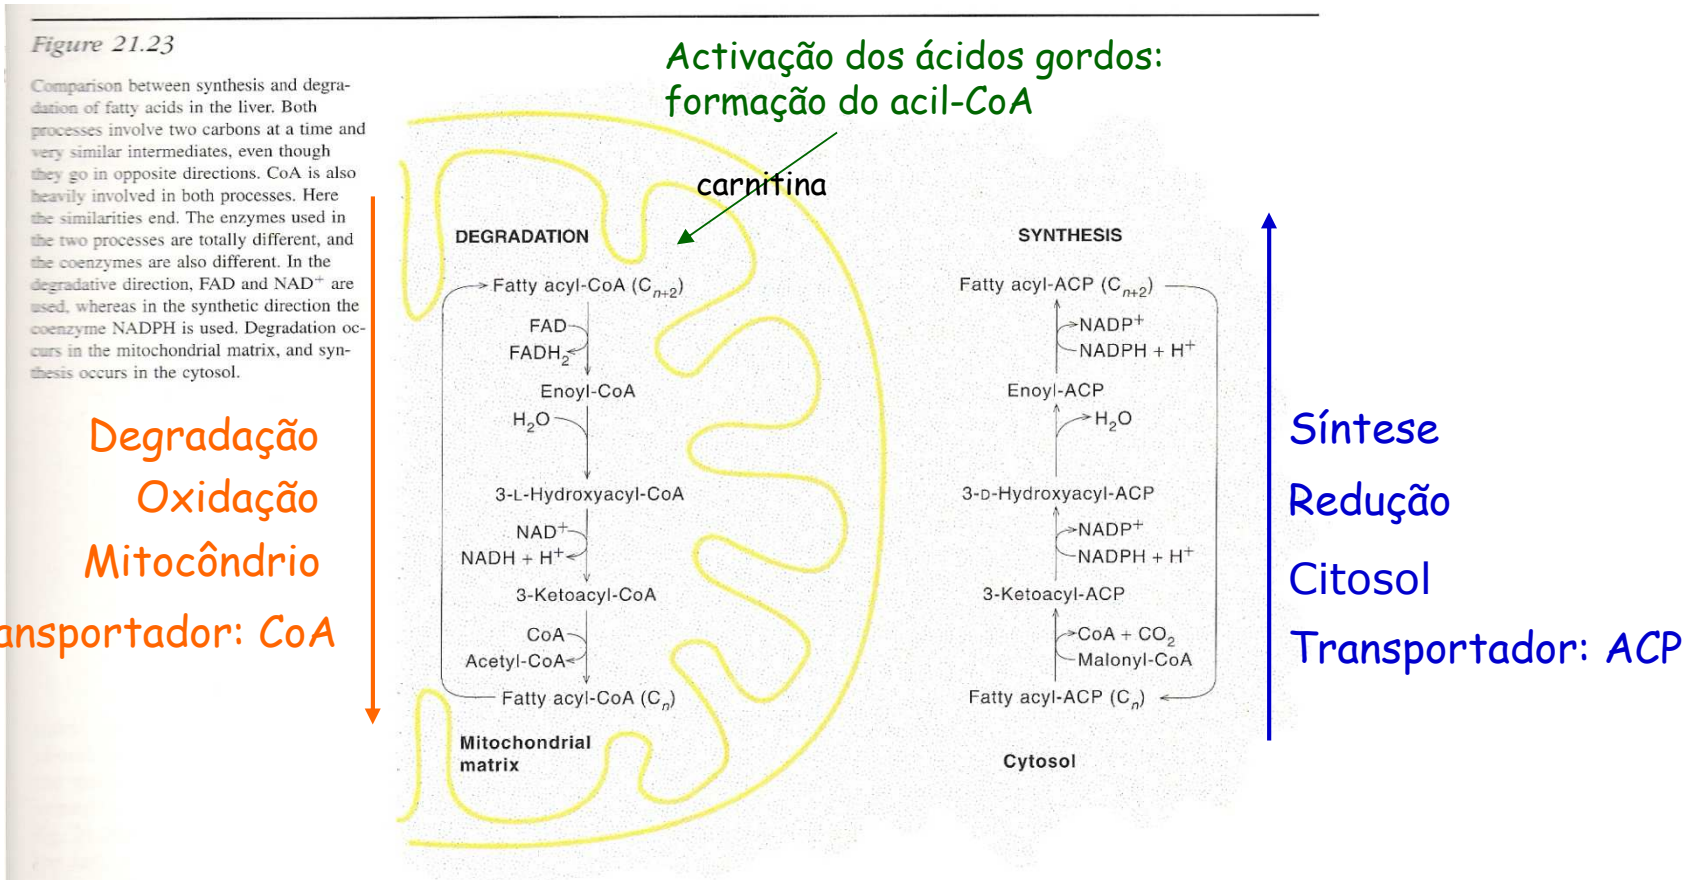 Figure 21.23
Comparison between synthesis and degra-
dation of fatty acids in the liver. Both
processes involve two carbons at a time and
very similar intermediates, even though
they go in opposite directions. CoA is also
heavily involved in both processes. Here
the similarities end. The enzymes used in
the two processes are totally different, and
the coenzymes are also different. In the
degradative direction, FAD and NAD⁺ are
used, whereas in the synthetic direction the
coenzyme NADPH is used. Degradation oc-
curs in the mitochondrial matrix, and syn-
thesis occurs in the cytosol.
Degradação
Oxidação
Mitocôndrio
ansportador: CoA
Activação dos ácidos gordos:
formação do acil-CoA
carnitina
DEGRADATION
Fatty acyl-CoA (Cₙ₊₂)
FAD
FADH₂
Enoyl-CoA
H₂O
3-L-Hydroxyacyl-CoA
NAD⁺
NADH + H⁺
3-Ketoacyl-CoA
CoA
Acetyl-CoA
Fatty acyl-CoA (Cₙ)
Mitochondrial
matrix
SYNTHESIS
Fatty acyl-ACP (Cₙ₊₂)
NADP⁺
NADPH + H⁺
Enoyl-ACP
H₂O
3-D-Hydroxyacyl-ACP
NADP⁺
NADPH + H⁺
3-Ketoacyl-ACP
CoA + CO₂
Malonyl-CoA
Fatty acyl-ACP (Cₙ)
Cytosol
Síntese
Redução
Citosol
Transportador: ACP